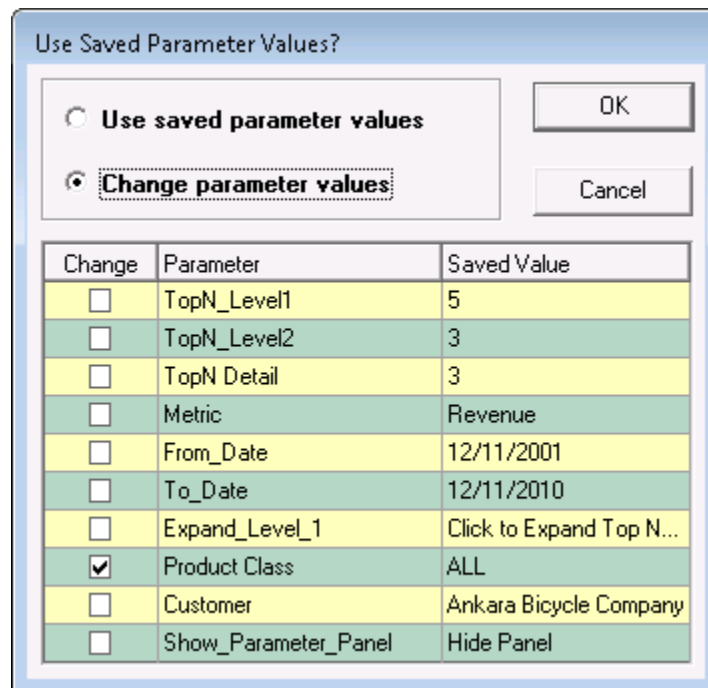 Use Saved Parameter Values?
Use saved parameter values
OK
Change parameter values
Cancel
Change Parameter Saved Value
TopN_Level1 5
TopN_Level2 3
TopN Detail 3
Metric Revenue
From_Date 12/11/2001
To_Date 12/11/2010
Expand_Level_1 Click to Expand Top N...
Product Class ALL
Customer Ankara Bicycle Company
Show_Parameter_Panel Hide Panel